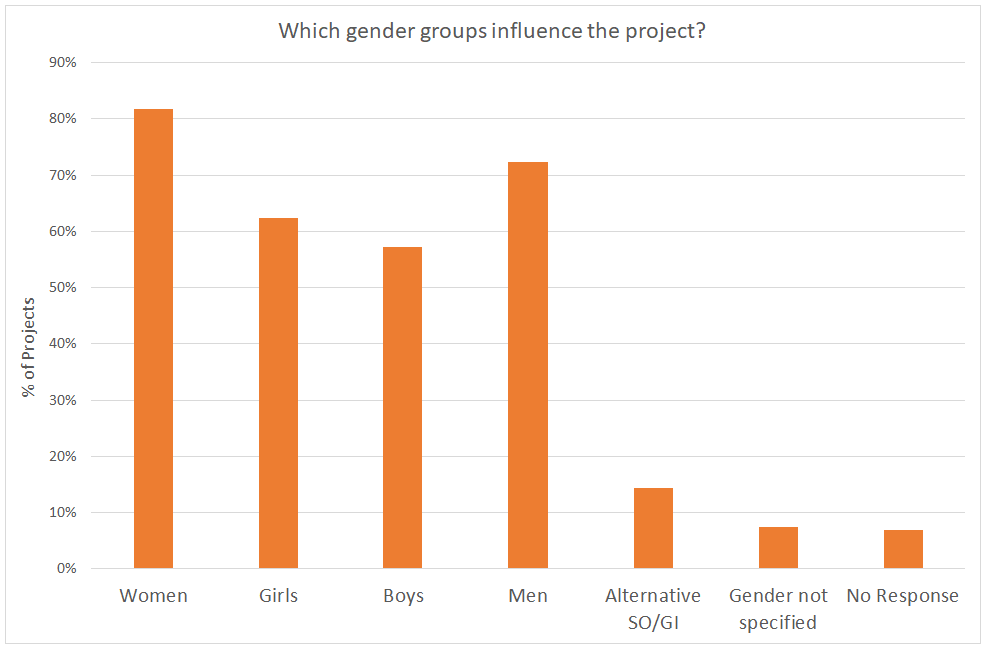 Which gender groups influence the project?
90%
80%
70%
60%
50%
40%
30%
20%
10%
0%
% of Projects
Women
Girls
Boys
Men
Alternative
SO/GI
Gender not
specified
No Response